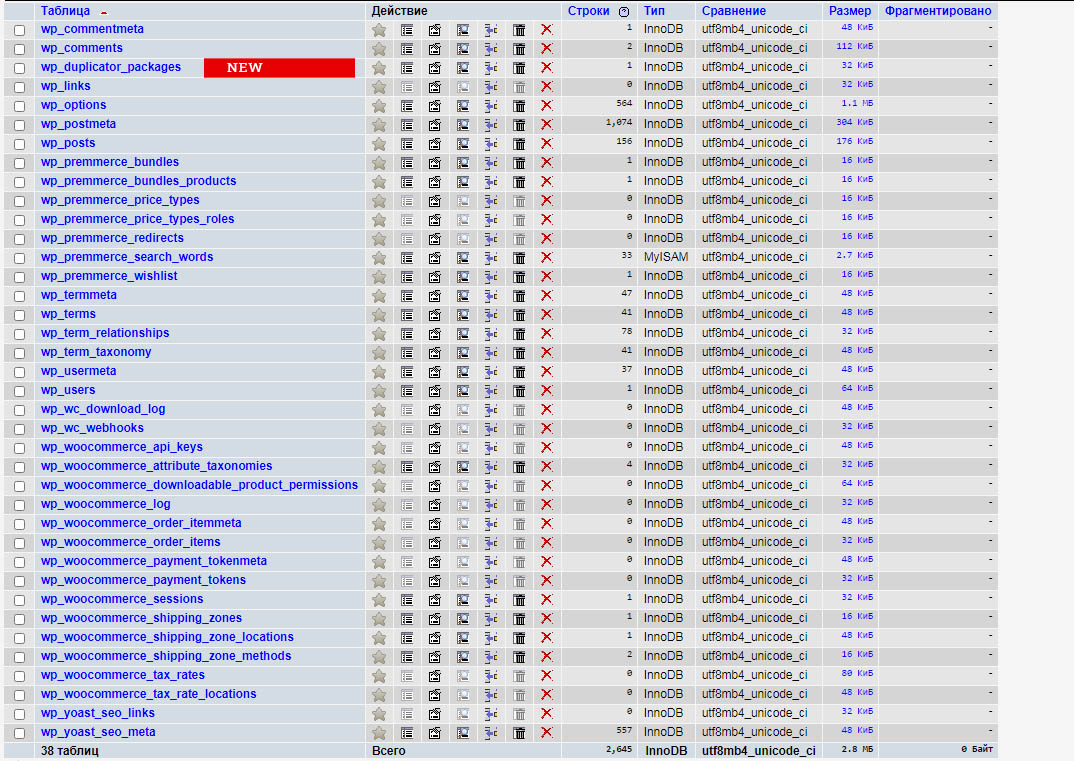 Таблица Действие Строки Тип Сравнение Размер Фрагментировано
wp_commentmeta 1 InnoDB utf8mb4_unicode_ci 48 КиБ -
wp_comments 2 InnoDB utf8mb4_unicode_ci 112 КиБ -
wp_duplicator_packages NEW 1 InnoDB utf8mb4_unicode_ci 32 КиБ -
wp_links 0 InnoDB utf8mb4_unicode_ci 32 КиБ -
wp_options 564 InnoDB utf8mb4_unicode_ci 1.1 МБ -
wp_postmeta 1,074 InnoDB utf8mb4_unicode_ci 304 КиБ -
wp_posts 156 InnoDB utf8mb4_unicode_ci 176 КиБ -
wp_premmerce_bundles 1 InnoDB utf8mb4_unicode_ci 16 КиБ -
wp_premmerce_bundles_products 1 InnoDB utf8mb4_unicode_ci 16 КиБ -
wp_premmerce_price_types 0 InnoDB utf8mb4_unicode_ci 16 КиБ -
wp_premmerce_price_types_roles 0 InnoDB utf8mb4_unicode_ci 16 КиБ -
wp_premmerce_redirects 0 InnoDB utf8mb4_unicode_ci 16 КиБ -
wp_premmerce_search_words 33 MyISAM utf8mb4_unicode_ci 2.7 КиБ -
wp_premmerce_wishlist 1 InnoDB utf8mb4_unicode_ci 16 КиБ -
wp_termmeta 47 InnoDB utf8mb4_unicode_ci 48 КиБ -
wp_terms 41 InnoDB utf8mb4_unicode_ci 48 КиБ -
wp_term_relationships 78 InnoDB utf8mb4_unicode_ci 32 КиБ -
wp_term_taxonomy 41 InnoDB utf8mb4_unicode_ci 48 КиБ -
wp_usermeta 37 InnoDB utf8mb4_unicode_ci 48 КиБ -
wp_users 1 InnoDB utf8mb4_unicode_ci 64 КиБ -
wp_wc_download_log 0 InnoDB utf8mb4_unicode_ci 48 КиБ -
wp_wc_webhooks 0 InnoDB utf8mb4_unicode_ci 32 КиБ -
wp_woocommerce_api_keys 0 InnoDB utf8mb4_unicode_ci 48 КиБ -
wp_woocommerce_attribute_taxonomies 4 InnoDB utf8mb4_unicode_ci 32 КиБ -
wp_woocommerce_downloadable_product_permissions 0 InnoDB utf8mb4_unicode_ci 64 КиБ -
wp_woocommerce_log 0 InnoDB utf8mb4_unicode_ci 32 КиБ -
wp_woocommerce_order_itemmeta 0 InnoDB utf8mb4_unicode_ci 48 КиБ -
wp_woocommerce_order_items 0 InnoDB utf8mb4_unicode_ci 32 КиБ -
wp_woocommerce_payment_tokenmeta 0 InnoDB utf8mb4_unicode_ci 48 КиБ -
wp_woocommerce_payment_tokens 0 InnoDB utf8mb4_unicode_ci 32 КиБ -
wp_woocommerce_sessions 1 InnoDB utf8mb4_unicode_ci 32 КиБ -
wp_woocommerce_shipping_zones 1 InnoDB utf8mb4_unicode_ci 16 КиБ -
wp_woocommerce_shipping_zone_locations 1 InnoDB utf8mb4_unicode_ci 48 КиБ -
wp_woocommerce_shipping_zone_methods 2 InnoDB utf8mb4_unicode_ci 16 КиБ -
wp_woocommerce_tax_rates 0 InnoDB utf8mb4_unicode_ci 80 КиБ -
wp_woocommerce_tax_rate_locations 0 InnoDB utf8mb4_unicode_ci 48 КиБ -
wp_yoast_seo_links 0 InnoDB utf8mb4_unicode_ci 32 КиБ -
wp_yoast_seo_meta 557 InnoDB utf8mb4_unicode_ci 48 КиБ -
38 таблиц Всего 2,645 InnoDB utf8mb4_unicode_ci 2.8 МБ 0 Байт